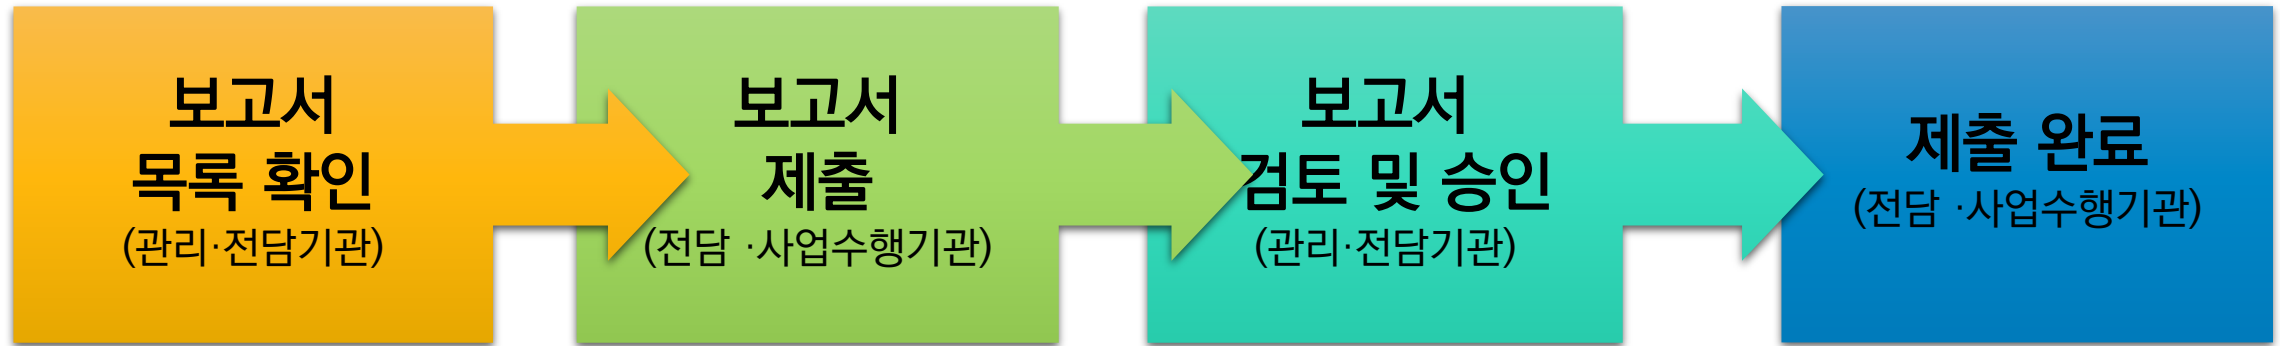 보고서
목록 확인
(관리·전담기관)
보고서
제출
(전담 ·사업수행기관)
보고서
검토 및 승인
(관리·전담기관)
제출 완료
(전담 ·사업수행기관)